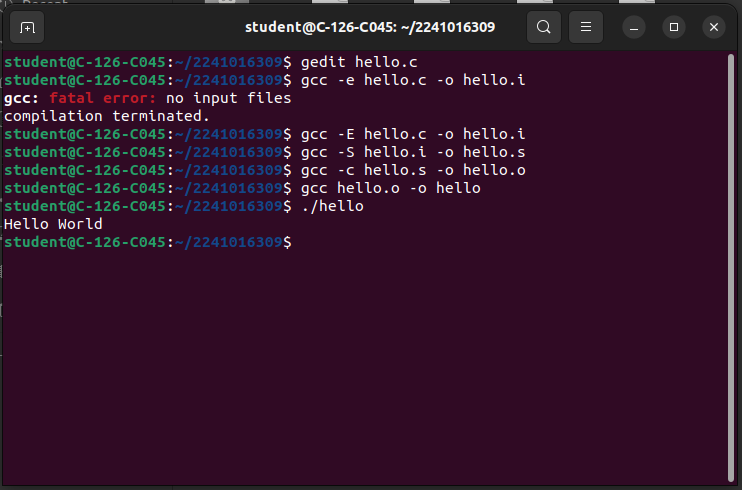 student@C-126-C045: ~/2241016309
student@C-126-C045:~/2241016309$ gedit hello.c
student@C-126-C045:~/2241016309$ gcc -e hello.c -o hello.i
gcc: fatal error: no input files
compilation terminated.
student@C-126-C045:~/2241016309$ gcc -E hello.c -o hello.i
student@C-126-C045:~/2241016309$ gcc -S hello.i -o hello.s
student@C-126-C045:~/2241016309$ gcc -c hello.s -o hello.o
student@C-126-C045:~/2241016309$ gcc hello.o -o hello
student@C-126-C045:~/2241016309$ ./hello
Hello World
student@C-126-C045:~/2241016309$